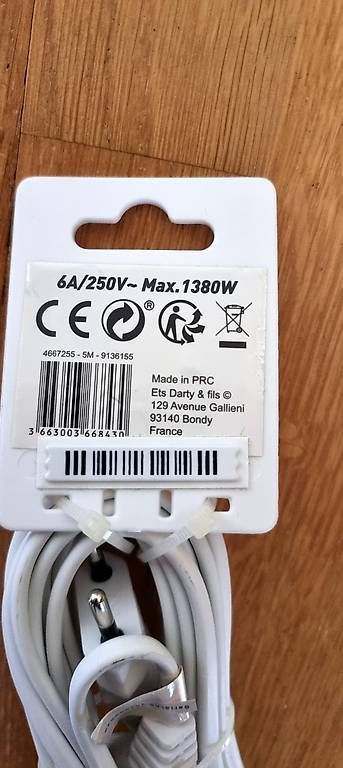 6A/250V~ Max.1380W
CE ®
4667255 - 5M - 9136155
Made in PRC
Ets Darty & fils ©
129 Avenue Gallieni
93140 Bondy
France
3 663003 668430